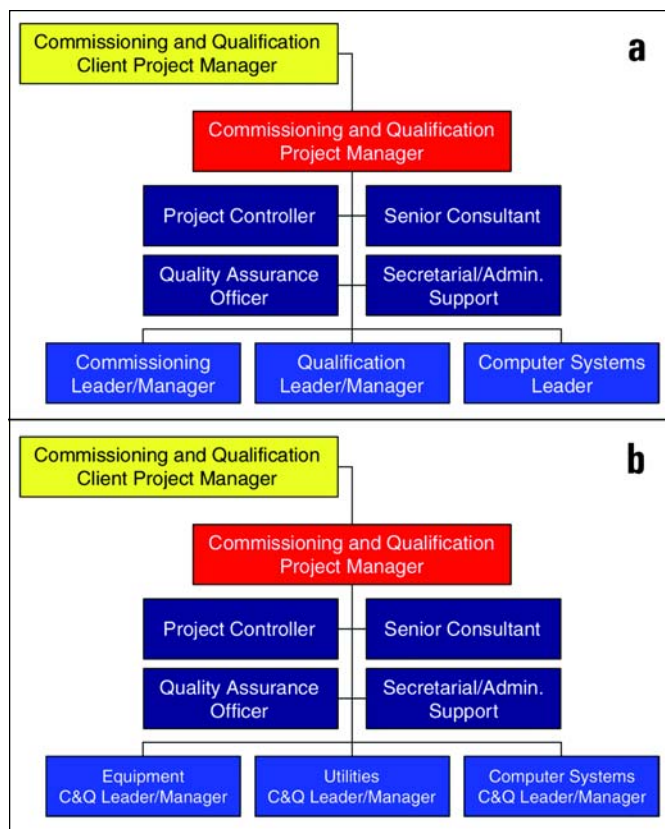 a
Commissioning and Qualification
Client Project Manager
Commissioning and Qualification
Project Manager
Project Controller
Senior Consultant
Quality Assurance
Officer
Secretarial/Admin.
Support
Commissioning
Leader/Manager
Qualification
Leader/Manager
Computer Systems
Leader
b
Commissioning and Qualification
Client Project Manager
Commissioning and Qualification
Project Manager
Project Controller
Senior Consultant
Quality Assurance
Officer
Secretarial/Admin.
Support
Equipment
C&Q Leader/Manager
Utilities
C&Q Leader/Manager
Computer Systems
C&Q Leader/Manager